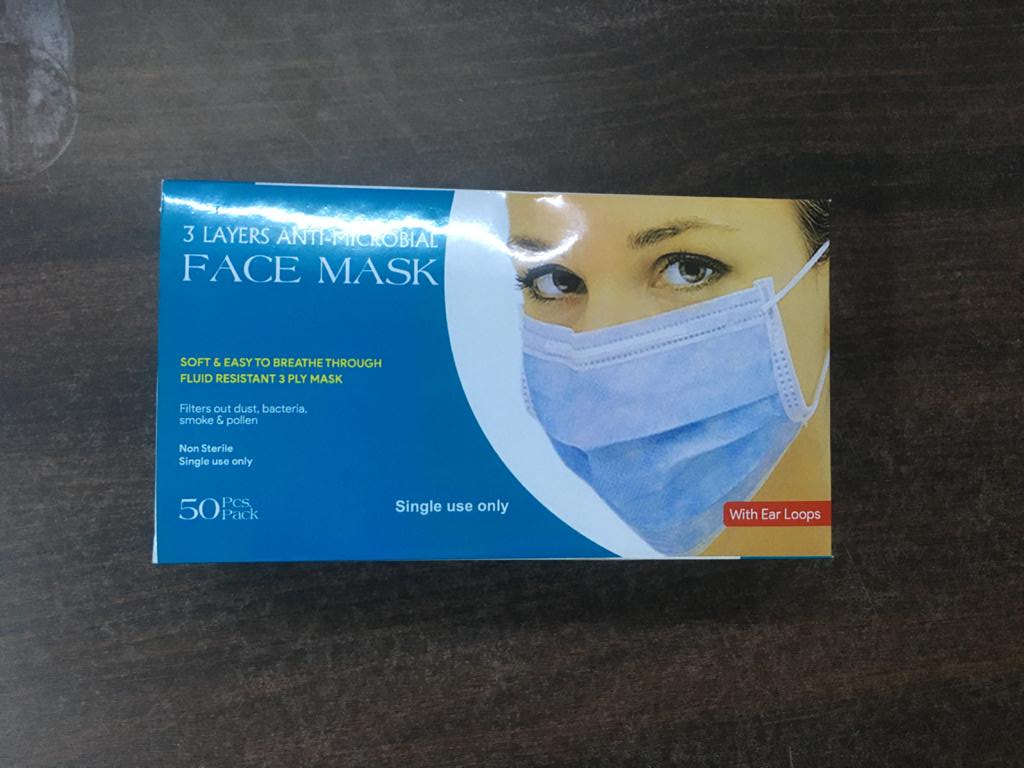 3 LAYERS ANTI-MICROBIAL
FACE MASK
SOFT & EASY TO BREATHE THROUGH
FLUID RESISTANT 3 PLY MASK
Filters out dust, bacteria,
smoke & pollen
Non Sterile
Single use only
50 Pcs.
Pack
Single use only
With Ear Loops